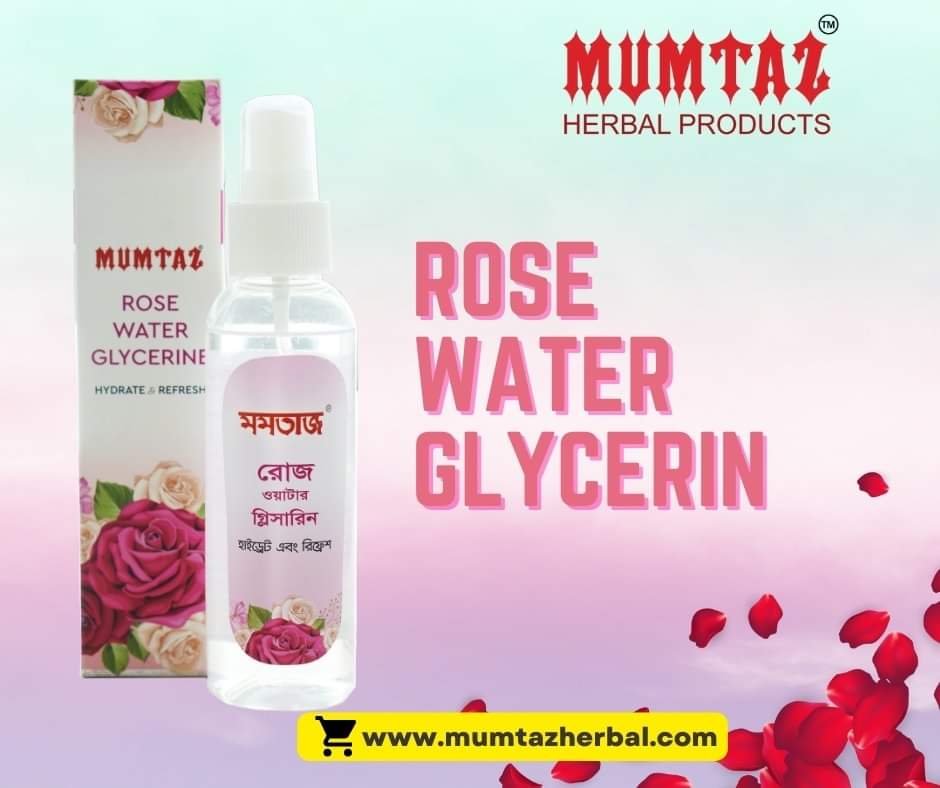 MUMTAZ™
HERBAL PRODUCTS
MUMTAZ®
ROSE
WATER
GLYCERINE
HYDRATE & REFRESH
মমতাজ®
রোজ
ওয়াটার
গ্লিসারিন
হাইড্রেট এবং রিফ্রেশ
ROSE
WATER
GLYCERIN
www.mumtazherbal.com